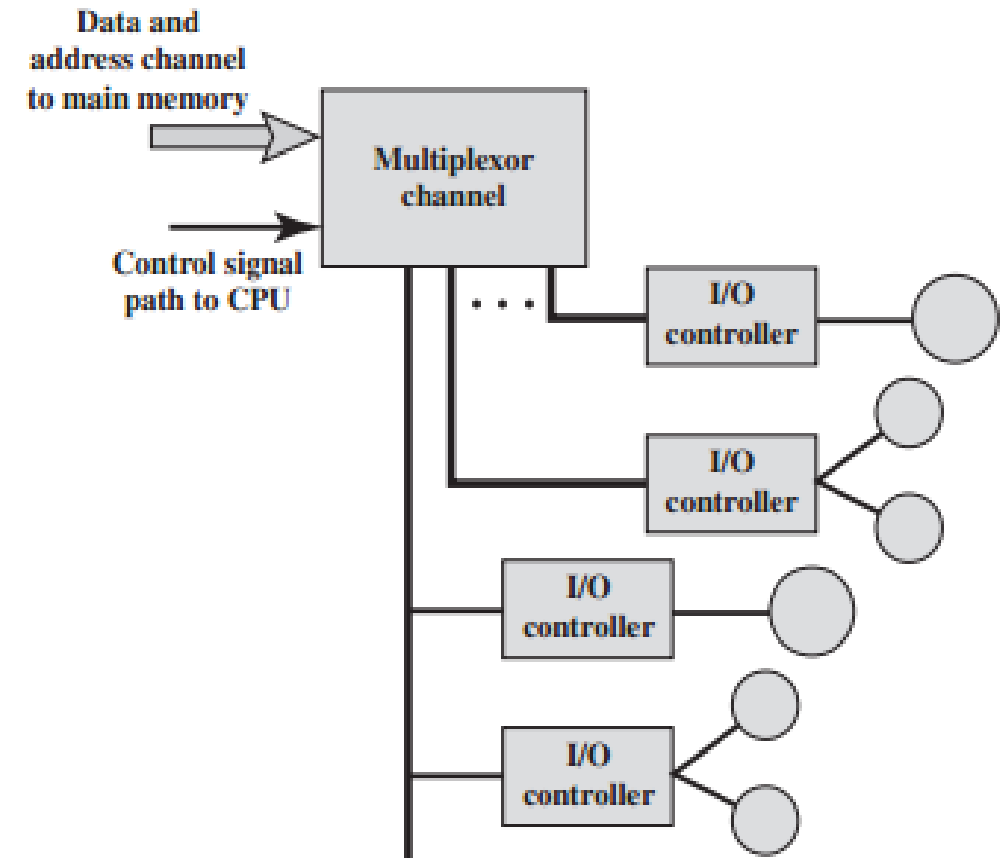 Data and
address channel
to main memory
Multiplexor
channel
Control signal
path to CPU
I/O
controller
I/O
controller
I/O
controller
I/O
controller